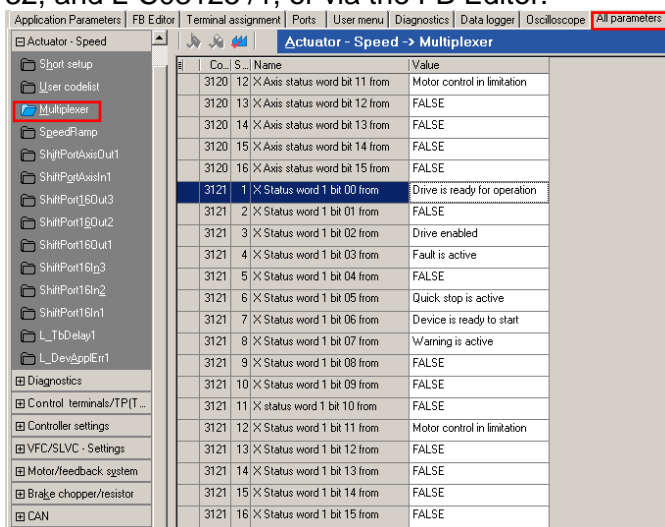 Application Parameters | FB Editor | Terminal assignment | Ports | User menu | Diagnostics | Data logger | Oscilloscope | All parameters
Actuator - Speed
Short setup
User codelist
Multiplexer
SpeedRamp
ShiftPortAxisOut1
ShiftPortAxisIn1
ShiftPort16Out3
ShiftPort16Out2
ShiftPort16Out1
ShiftPort16In3
ShiftPort16In2
ShiftPort16In1
L_TbDelay1
L_DevApplErr1
Diagnostics
Control terminals/TP(T...
Controller settings
VFC/SLVC - Settings
Motor/feedback system
Brake chopper/resistor
CAN
Actuator - Speed -> Multiplexer
Co... S... Name Value
3120 12 X Axis status word bit 11 from Motor control in limitation
3120 13 X Axis status word bit 12 from FALSE
3120 14 X Axis status word bit 13 from FALSE
3120 15 X Axis status word bit 14 from FALSE
3120 16 X Axis status word bit 15 from FALSE
3121 1 X Status word 1 bit 00 from Drive is ready for operation
3121 2 X Status word 1 bit 01 from FALSE
3121 3 X Status word 1 bit 02 from Drive enabled
3121 4 X Status word 1 bit 03 from Fault is active
3121 5 X Status word 1 bit 04 from FALSE
3121 6 X Status word 1 bit 05 from Quick stop is active
3121 7 X Status word 1 bit 06 from Device is ready to start
3121 8 X Status word 1 bit 07 from Warning is active
3121 9 X Status word 1 bit 08 from FALSE
3121 10 X Status word 1 bit 09 from FALSE
3121 11 X status word 1 bit 10 from FALSE
3121 12 X Status word 1 bit 11 from Motor control in limitation
3121 13 X Status word 1 bit 12 from FALSE
3121 14 X Status word 1 bit 13 from FALSE
3121 15 X Status word 1 bit 14 from FALSE
3121 16 X Status word 1 bit 15 from FALSE